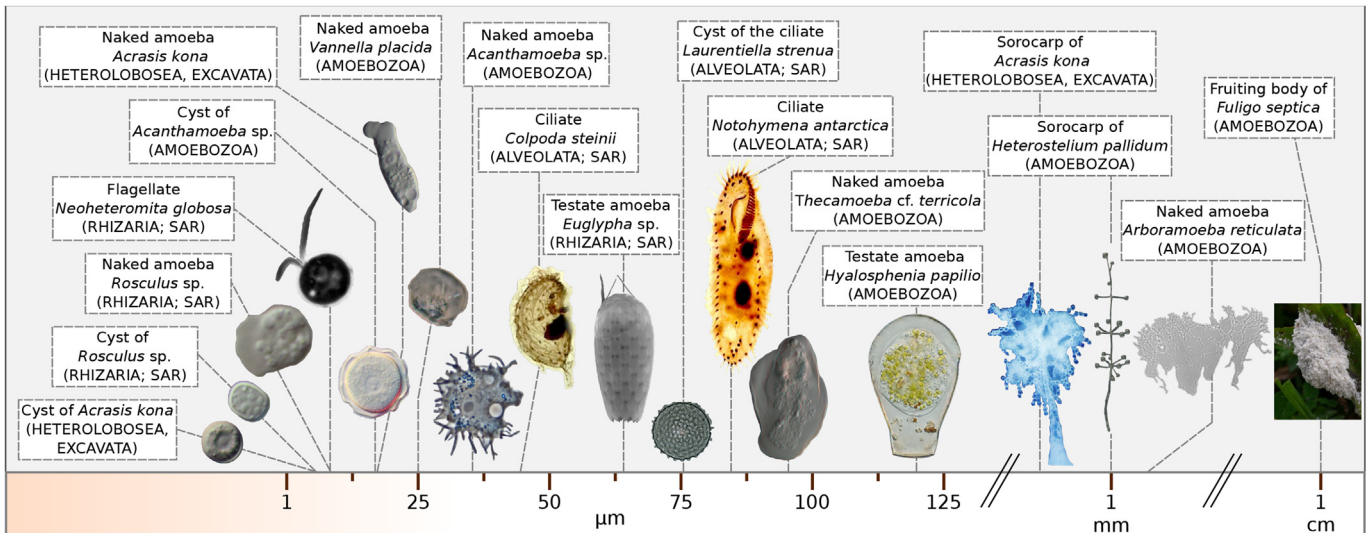 Naked amoeba
Acrasis kona
(HETEROLOBOSEA, EXCAVATA)
Cyst of
Acanthamoeba sp.
(AMOEBOZOA)
Flagellate
Neoheteromita globosa
(RHIZARIA; SAR)
Naked amoeba
Rosculus sp.
(RHIZARIA; SAR)
Cyst of
Rosculus sp.
(RHIZARIA; SAR)
Cyst of Acrasis kona
(HETEROLOBOSEA,
EXCAVATA)
Naked amoeba
Vannella placida
(AMOEBOZOA)
Naked amoeba
Acanthamoeba sp.
(AMOEBOZOA)
Ciliate
Colpoda steinii
(ALVEOLATA; SAR)
Testate amoeba
Euglypha sp.
(RHIZARIA; SAR)
Cyst of the ciliate
Laurentiella strenua
(ALVEOLATA; SAR)
Ciliate
Notohymena antarctica
(ALVEOLATA; SAR)
Naked amoeba
Thecamoeba cf. terricola
(AMOEBOZOA)
Testate amoeba
Hyalosphenia papilio
(AMOEBOZOA)
Sorocarp of
Acrasis kona
(HETEROLOBOSEA, EXCAVATA)
Sorocarp of
Heterostelium pallidum
(AMOEBOZOA)
Naked amoeba
Arboramoeba reticulata
(AMOEBOZOA)
Fruiting body of
Fuligo septica
(AMOEBOZOA)
1 25 50 75 100 125 1 1
µm mm cm